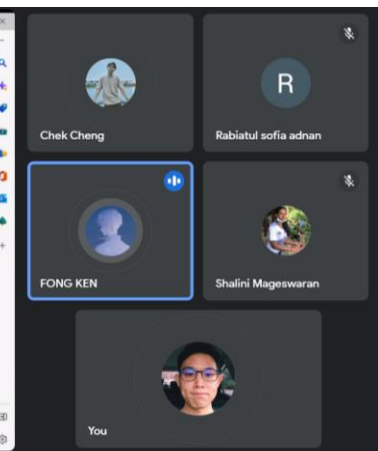 R
Chek Cheng
Rabiatul sofia adnan
FONG KEN
Shalini Mageswaran
You